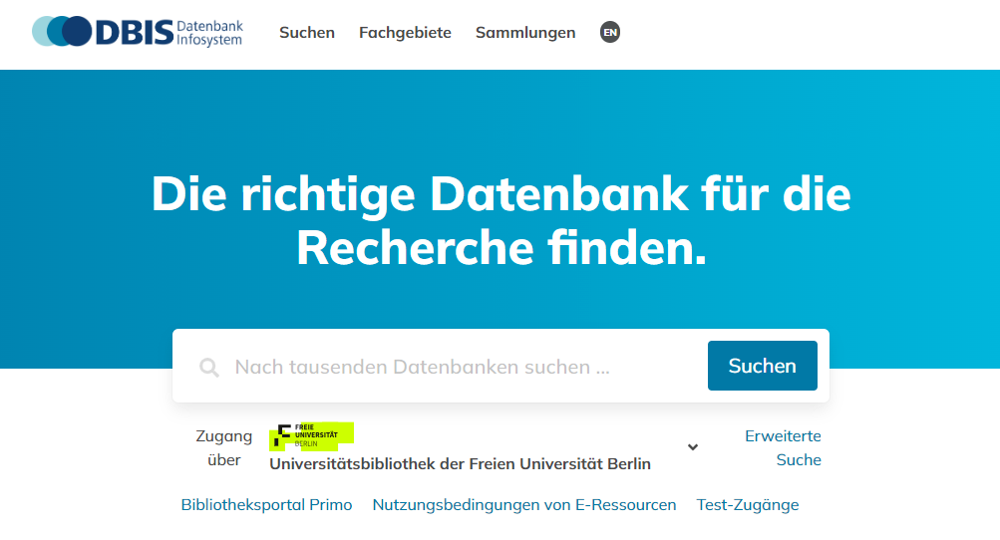 DBIS Datenbank Infosystem
Suchen Fachgebiete Sammlungen EN
Die richtige Datenbank für die
Recherche finden.
Nach tausenden Datenbanken suchen ...
Suchen
Zugang
über
FREIE
UNIVERSITÄT
BERLIN
Universitätsbibliothek der Freien Universität Berlin
Erweiterte
Suche
Bibliotheksportal Primo Nutzungsbedingungen von E-Ressourcen Test-Zugänge